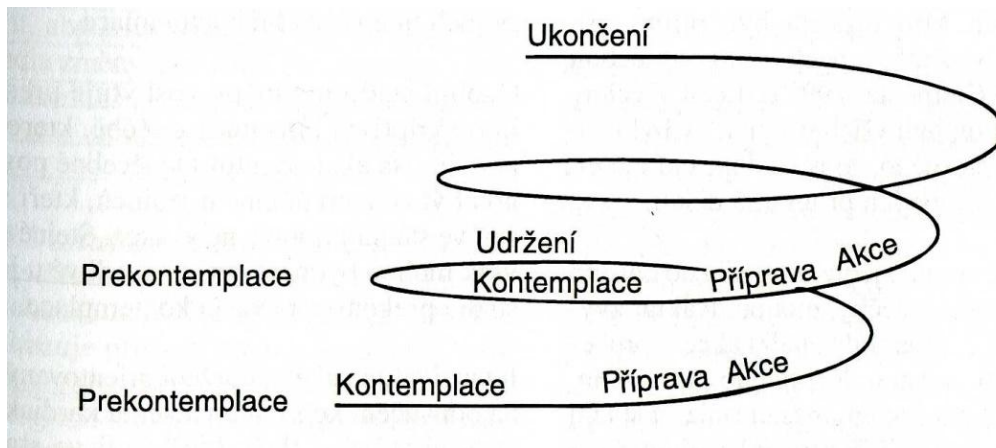 Ukončení
Udržení
Prekontemplace
Kontemplace
Příprava Akce
Kontemplace
Příprava Akce
Prekontemplace